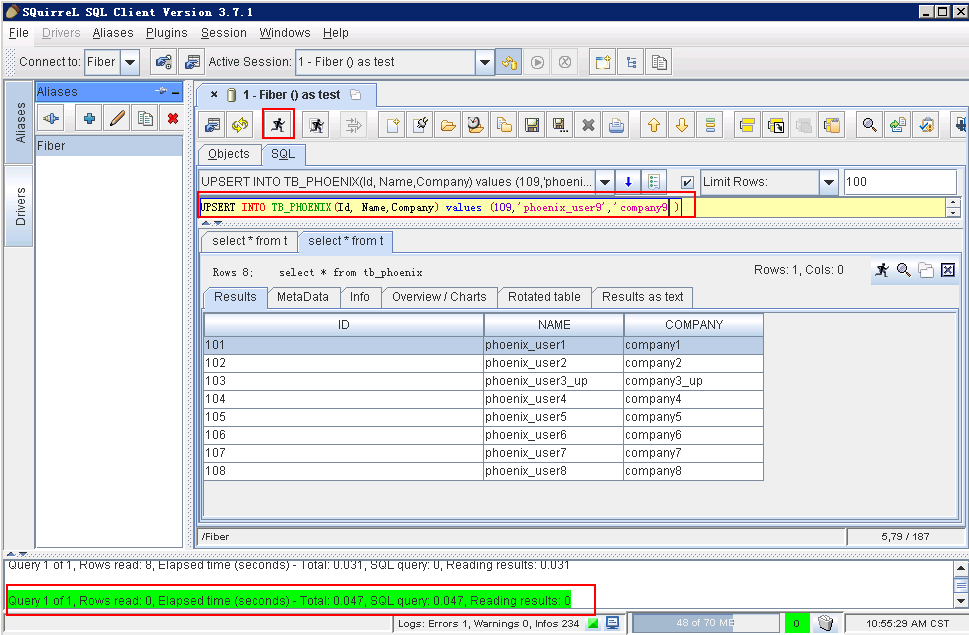 SQuirreL SQL Client Version 3.7.1
File Drivers Aliases Plugins Session Windows Help
Connect to: Fiber Active Session: 1 - Fiber () as test
Aliases
Drivers
Aliases
Fiber
1 - Fiber () as test
Objects SQL
UPSERT INTO TB_PHOENIX(Id, Name,Company) values (109,'phoeni... Limit Rows: 100
UPSERT INTO TB_PHOENIX(Id, Name,Company) values (109,'phoenix_user9','company9')
select * from t select * from t
Rows 8; select * from tb_phoenix Rows: 1, Cols: 0
Results MetaData Info Overview / Charts Rotated table Results as text
ID NAME COMPANY
101 phoenix_user1 company1
102 phoenix_user2 company2
103 phoenix_user3_up company3_up
104 phoenix_user4 company4
105 phoenix_user5 company5
106 phoenix_user6 company6
107 phoenix_user7 company7
108 phoenix_user8 company8
/Fiber 5,79 / 187
Query 1 of 1, Rows read: 8, Elapsed time (seconds) - Total: 0.031, SQL query: 0, Reading results: 0.031
Query 1 of 1, Rows read: 0, Elapsed time (seconds) - Total: 0.047, SQL query: 0.047, Reading results: 0
Logs: Errors 1, Warnings 0, Infos 234 48 of 70 MB 0 10:55:29 AM CST